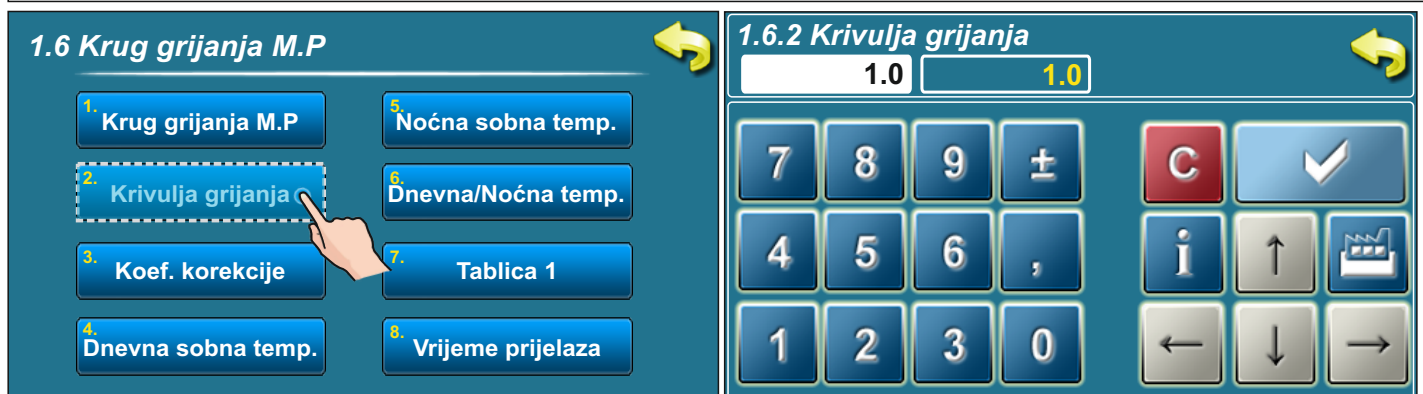 1.6 Krug grijanja M.P
1. Krug grijanja M.P
2. Krivulja grijanja
3. Koef. korekcije
4. Dnevna sobna temp.
5. Noćna sobna temp.
6. Dnevna/Noćna temp.
7. Tablica 1
8. Vrijeme prijelaza
1.6.2 Krivulja grijanja
1.0 1.0
7 8 9 ± C
4 5 6 , i ↑
1 2 3 0 ← ↓ →